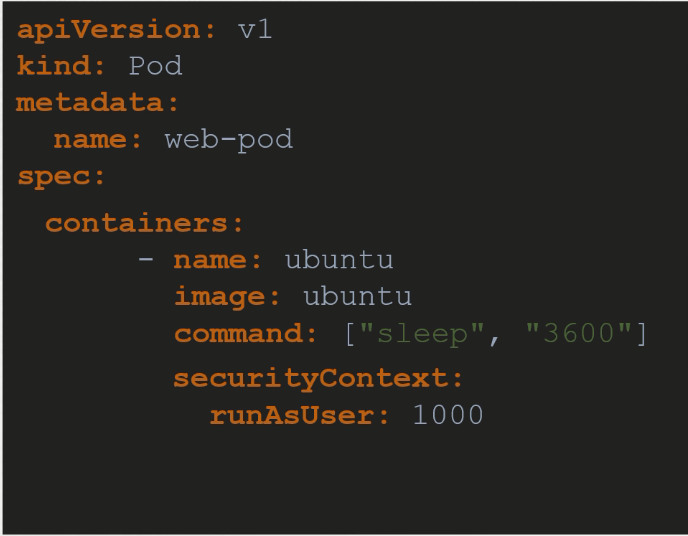 apiVersion: v1
kind: Pod
metadata:
  name: web-pod
spec:
  containers:
      - name: ubuntu
        image: ubuntu
        command: ["sleep", "3600"]
        securityContext:
          runAsUser: 1000